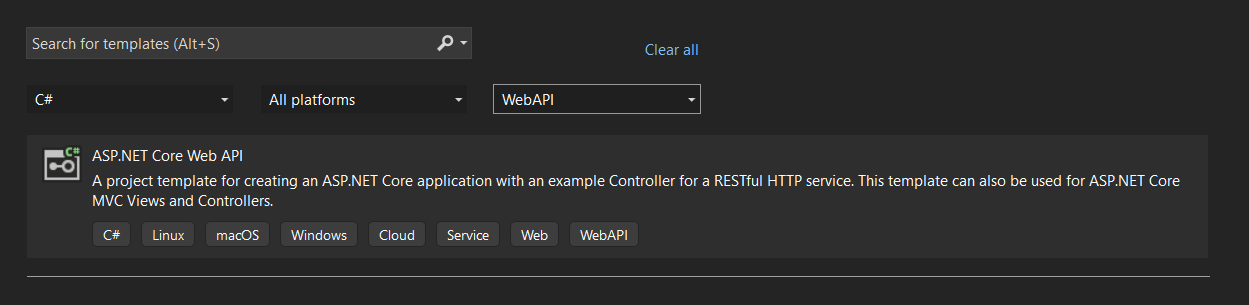 Search for templates (Alt+S)
Clear all
C#
All platforms
WebAPI
C#
ASP.NET Core Web API
A project template for creating an ASP.NET Core application with an example Controller for a RESTful HTTP service. This template can also be used for ASP.NET Core
MVC Views and Controllers.
C#
Linux
macOS
Windows
Cloud
Service
Web
WebAPI